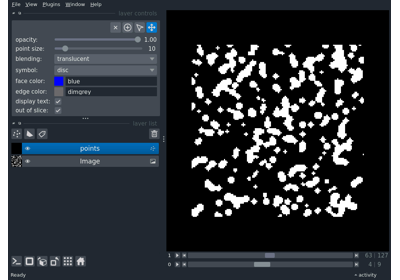 File View Plugins Window Help
layer controls
opacity: 1.00
point size: 10
blending: translucent
symbol: disc
face color: blue
edge color: dimgrey
display text:
out of slice:
layer list
points
Image
1 63 127
0 4 9
Ready activity